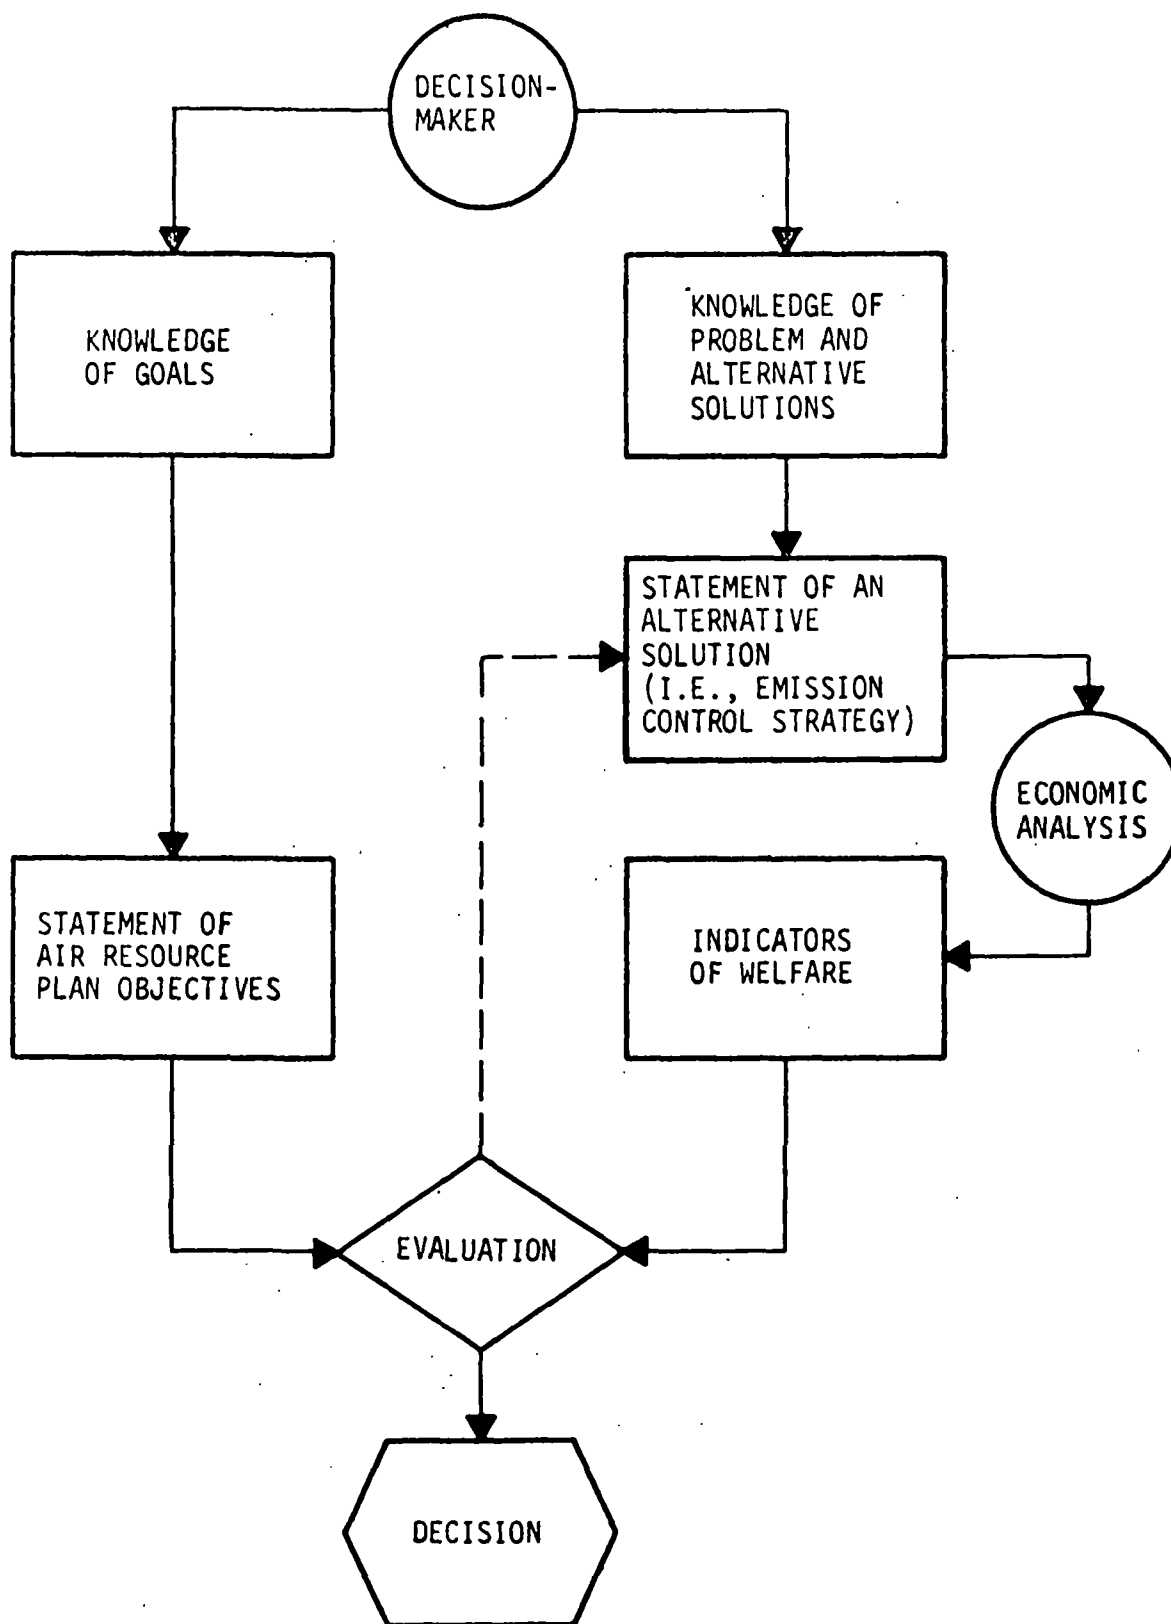 DECISION-
MAKER
KNOWLEDGE
OF GOALS
KNOWLEDGE OF
PROBLEM AND
ALTERNATIVE
SOLUTIONS
STATEMENT OF AN
ALTERNATIVE
SOLUTION
(I.E., EMISSION
CONTROL STRATEGY)
ECONOMIC
ANALYSIS
STATEMENT OF
AIR RESOURCE
PLAN OBJECTIVES
INDICATORS
OF WELFARE
EVALUATION
DECISION